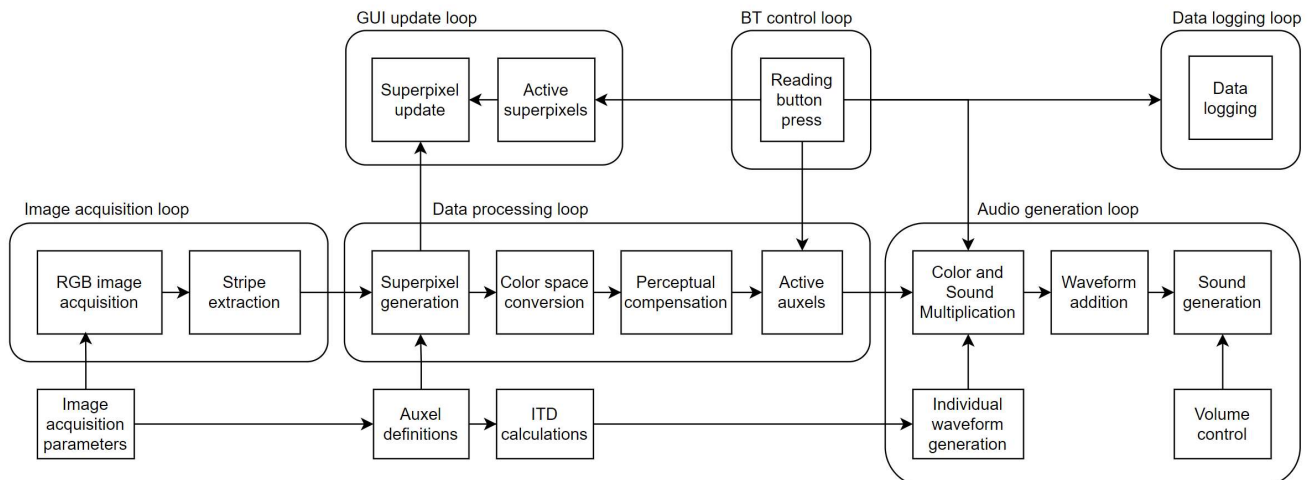 GUI update loop
BT control loop
Data logging loop
Superpixel
update
Active
superpixels
Reading
button
press
Data
logging
Image acquisition loop
Data processing loop
Audio generation loop
RGB image
acquisition
Stripe
extraction
Superpixel
generation
Color space
conversion
Perceptual
compensation
Active
auxels
Color and
Sound
Multiplication
Waveform
addition
Sound
generation
Image
acquisition
parameters
Auxel
definitions
ITD
calculations
Individual
waveform
generation
Volume
control